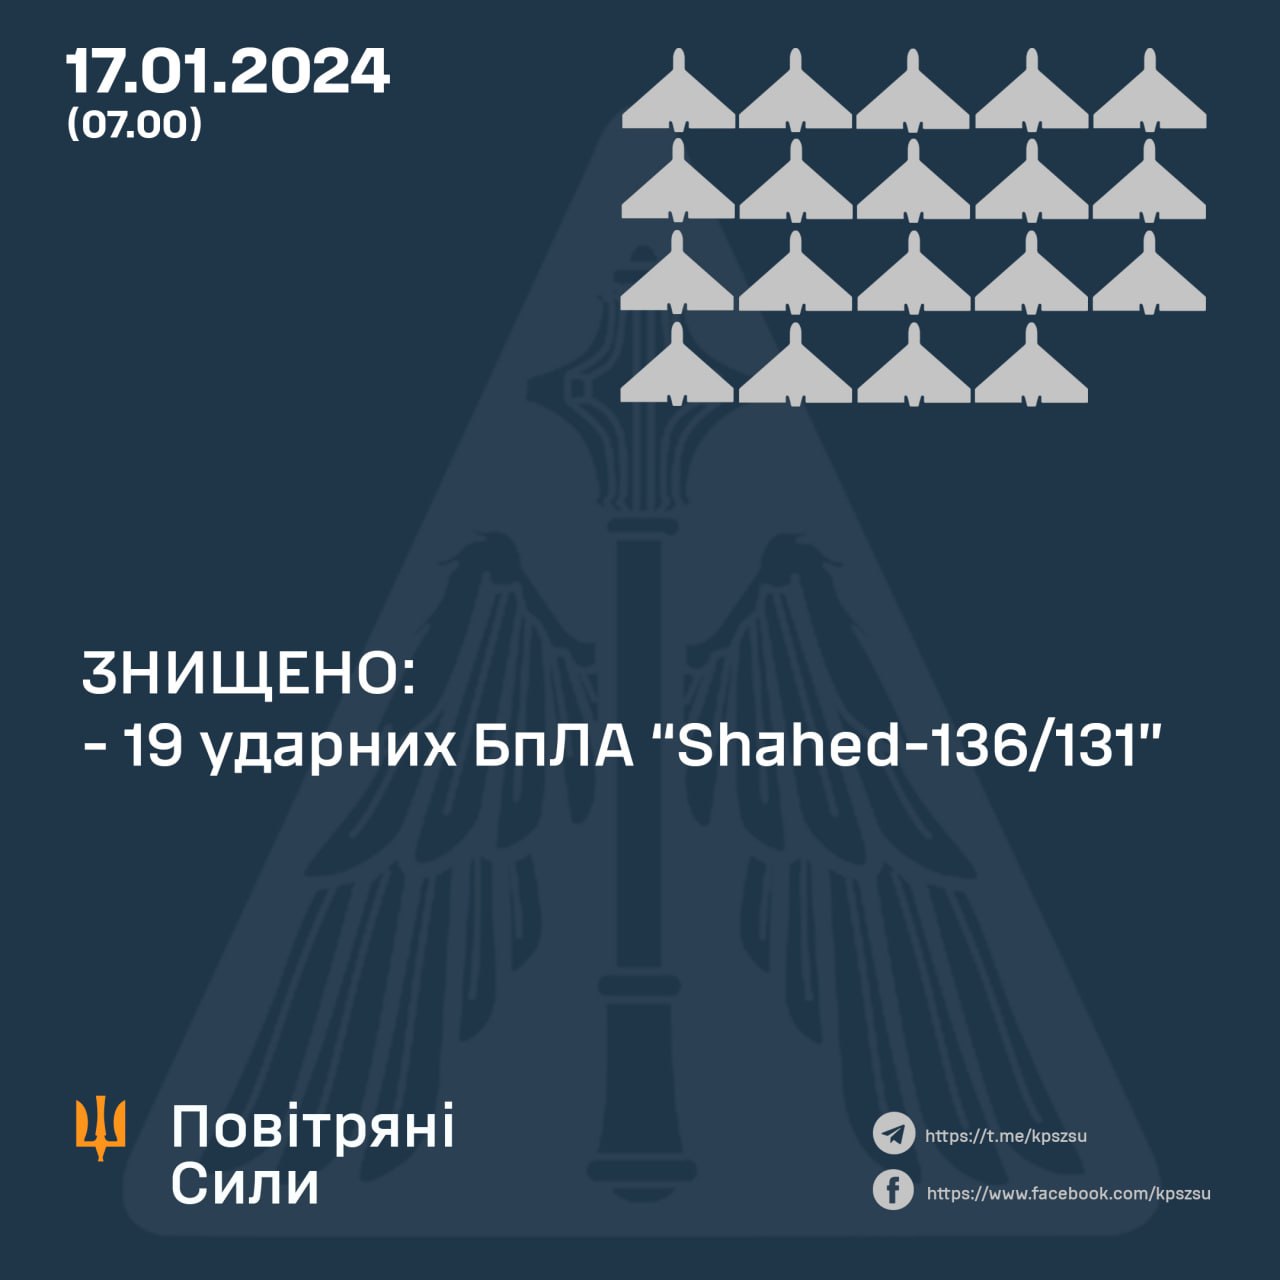 17.01.2024
(07.00)
ЗНИЩЕНО:
- 19 ударних БпЛА “Shahed-136/131”
Повітряні
Сили
https://t.me/kpszsu
https://www.facebook.com/kpszsu